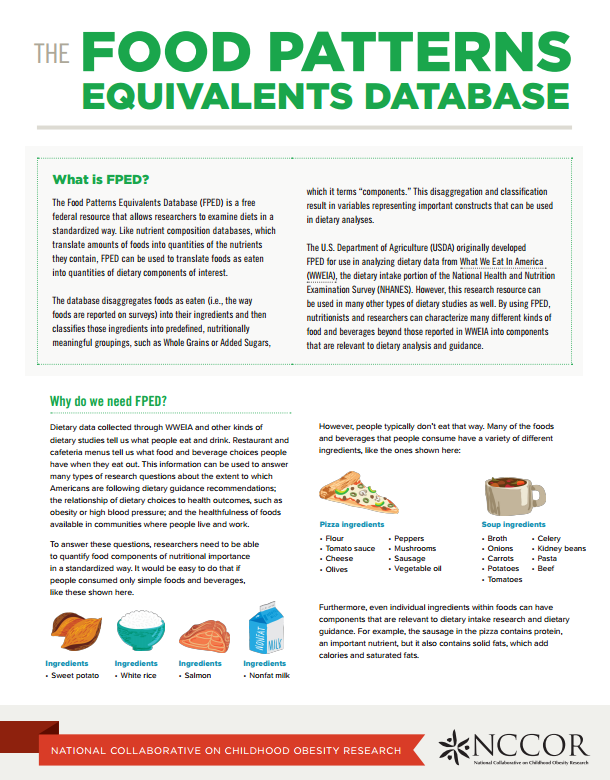 THE FOOD PATTERNS
EQUIVALENTS DATABASE
What is FPED?
The Food Patterns Equivalents Database (FPED) is a free
federal resource that allows researchers to examine diets in a
standardized way. Like nutrient composition databases, which
translate amounts of foods into quantities of the nutrients
they contain, FPED can be used to translate foods as eaten
into quantities of dietary components of interest.
The database disaggregates foods as eaten (i.e., the way
foods are reported on surveys) into their ingredients and then
classifies those ingredients into predefined, nutritionally
meaningful groupings, such as Whole Grains or Added Sugars,
which it terms “components.” This disaggregation and classification
result in variables representing important constructs that can be used
in dietary analyses.
The U.S. Department of Agriculture (USDA) originally developed
FPED for use in analyzing dietary data from What We Eat In America
(WWEIA), the dietary intake portion of the National Health and Nutrition
Examination Survey (NHANES). However, this research resource can
be used in many other types of dietary studies as well. By using FPED,
nutritionists and researchers can characterize many different kinds of
food and beverages beyond those reported in WWEIA into components
that are relevant to dietary analysis and guidance.
Why do we need FPED?
Dietary data collected through WWEIA and other kinds of
dietary studies tell us what people eat and drink. Restaurant and
cafeteria menus tell us what food and beverage choices people
have when they eat out. This information can be used to answer
many types of research questions about the extent to which
Americans are following dietary guidance recommendations;
the relationship of dietary choices to health outcomes, such as
obesity or high blood pressure; and the healthfulness of foods
available in communities where people live and work.
To answer these questions, researchers need to be able
to quantify food components of nutritional importance
in a standardized way. It would be easy to do that if
people consumed only simple foods and beverages,
like these shown here.
NONFAT
MILK
Ingredients
• Sweet potato
Ingredients
• White rice
Ingredients
• Salmon
Ingredients
• Nonfat milk
However, people typically don’t eat that way. Many of the foods
and beverages that people consume have a variety of different
ingredients, like the ones shown here:
Pizza ingredients
• Flour
• Tomato sauce
• Cheese
• Olives
• Peppers
• Mushrooms
• Sausage
• Vegetable oil
Soup ingredients
• Broth
• Onions
• Carrots
• Potatoes
• Tomatoes
• Celery
• Kidney beans
• Pasta
• Beef
Furthermore, even individual ingredients within foods can have
components that are relevant to dietary intake research and dietary
guidance. For example, the sausage in the pizza contains protein,
an important nutrient, but it also contains solid fats, which add
calories and saturated fats.
NATIONAL COLLABORATIVE ON CHILDHOOD OBESITY RESEARCH
NCCOR
National Collaborative on Childhood Obesity Research